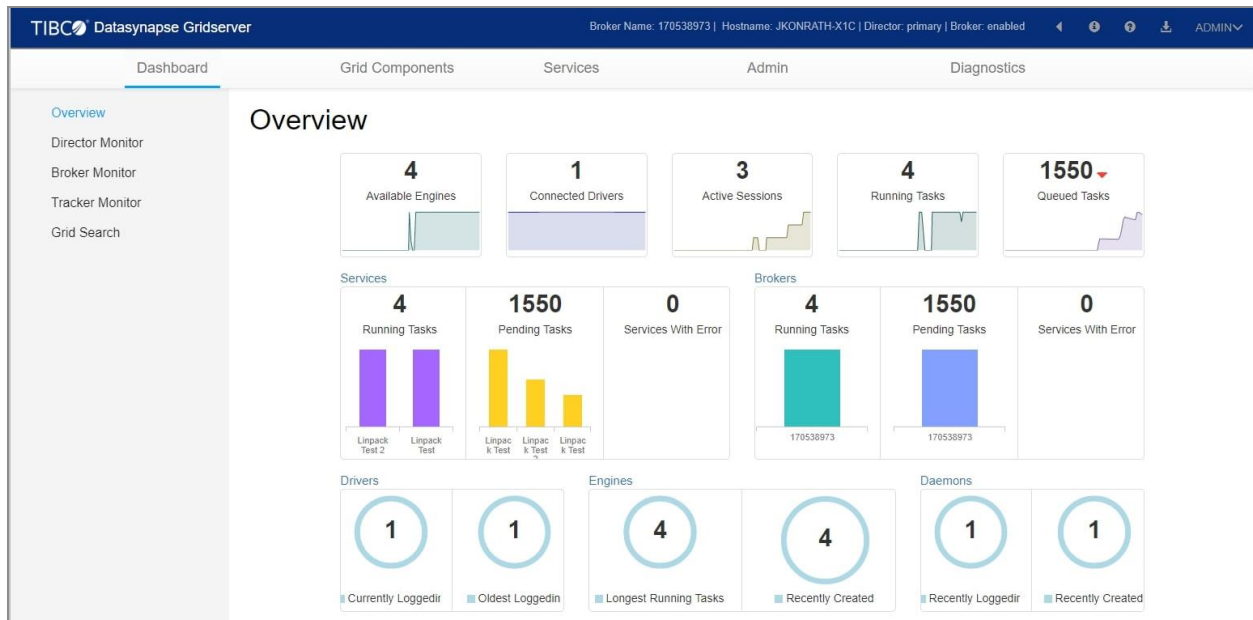 TIBCO Datasynapse Gridserver
Broker Name: 170538973 | Hostname: JKONRATH-X1C | Director: primary | Broker: enabled
ADMIN
Dashboard Grid Components Services Admin Diagnostics
Overview
Director Monitor
Broker Monitor
Tracker Monitor
Grid Search
Overview
4
Available Engines
1
Connected Drivers
3
Active Sessions
4
Running Tasks
1550
Queued Tasks
Services
4
Running Tasks
Linpack
Test 2
Linpack
Test
1550
Pending Tasks
Linpac
k Test
Linpac
k Test
Linpac
k Test
0
Services With Error
Brokers
4
Running Tasks
170538973
1550
Pending Tasks
170538973
0
Services With Error
Drivers
1
Currently Loggedir
1
Oldest Loggedin
Engines
4
Longest Running Tasks
4
Recently Created
Daemons
1
Recently Loggedir
1
Recently Created